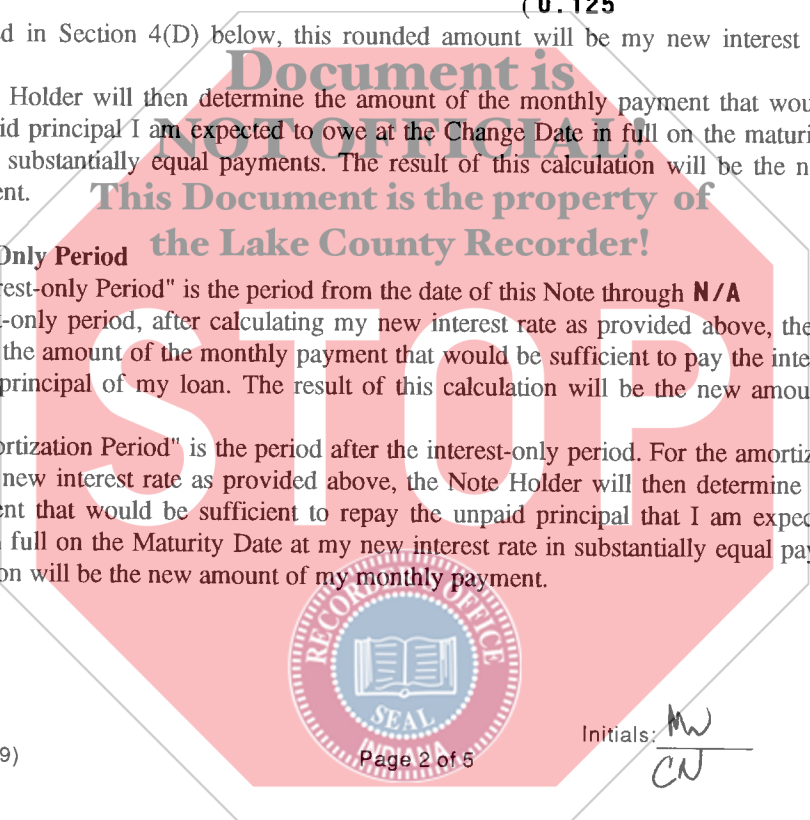 ( 0.125
d in Section 4(D) below, this rounded amount will be my new interest
Document is
Holder will then determine the amount of the monthly payment that wou
id principal I am expected to owe at the Change Date in full on the maturi
NOT OFFICIAL!
substantially equal payments. The result of this calculation will be the n
ent.
This Document is the property of
the Lake County Recorder!
Only Period
rest-only Period" is the period from the date of this Note through N/A
t-only period, after calculating my new interest rate as provided above, the
the amount of the monthly payment that would be sufficient to pay the inte
principal of my loan. The result of this calculation will be the new amou
STOP
ortization Period" is the period after the interest-only period. For the amortiz
new interest rate as provided above, the Note Holder will then determine
ent that would be sufficient to repay the unpaid principal that I am expec
full on the Maturity Date at my new interest rate in substantially equal pay
on will be the new amount of my monthly payment.
RECORDER'S OFFICE
SEAL
INDIANA
Initials: MW
CN
9)
Page 2 of 5